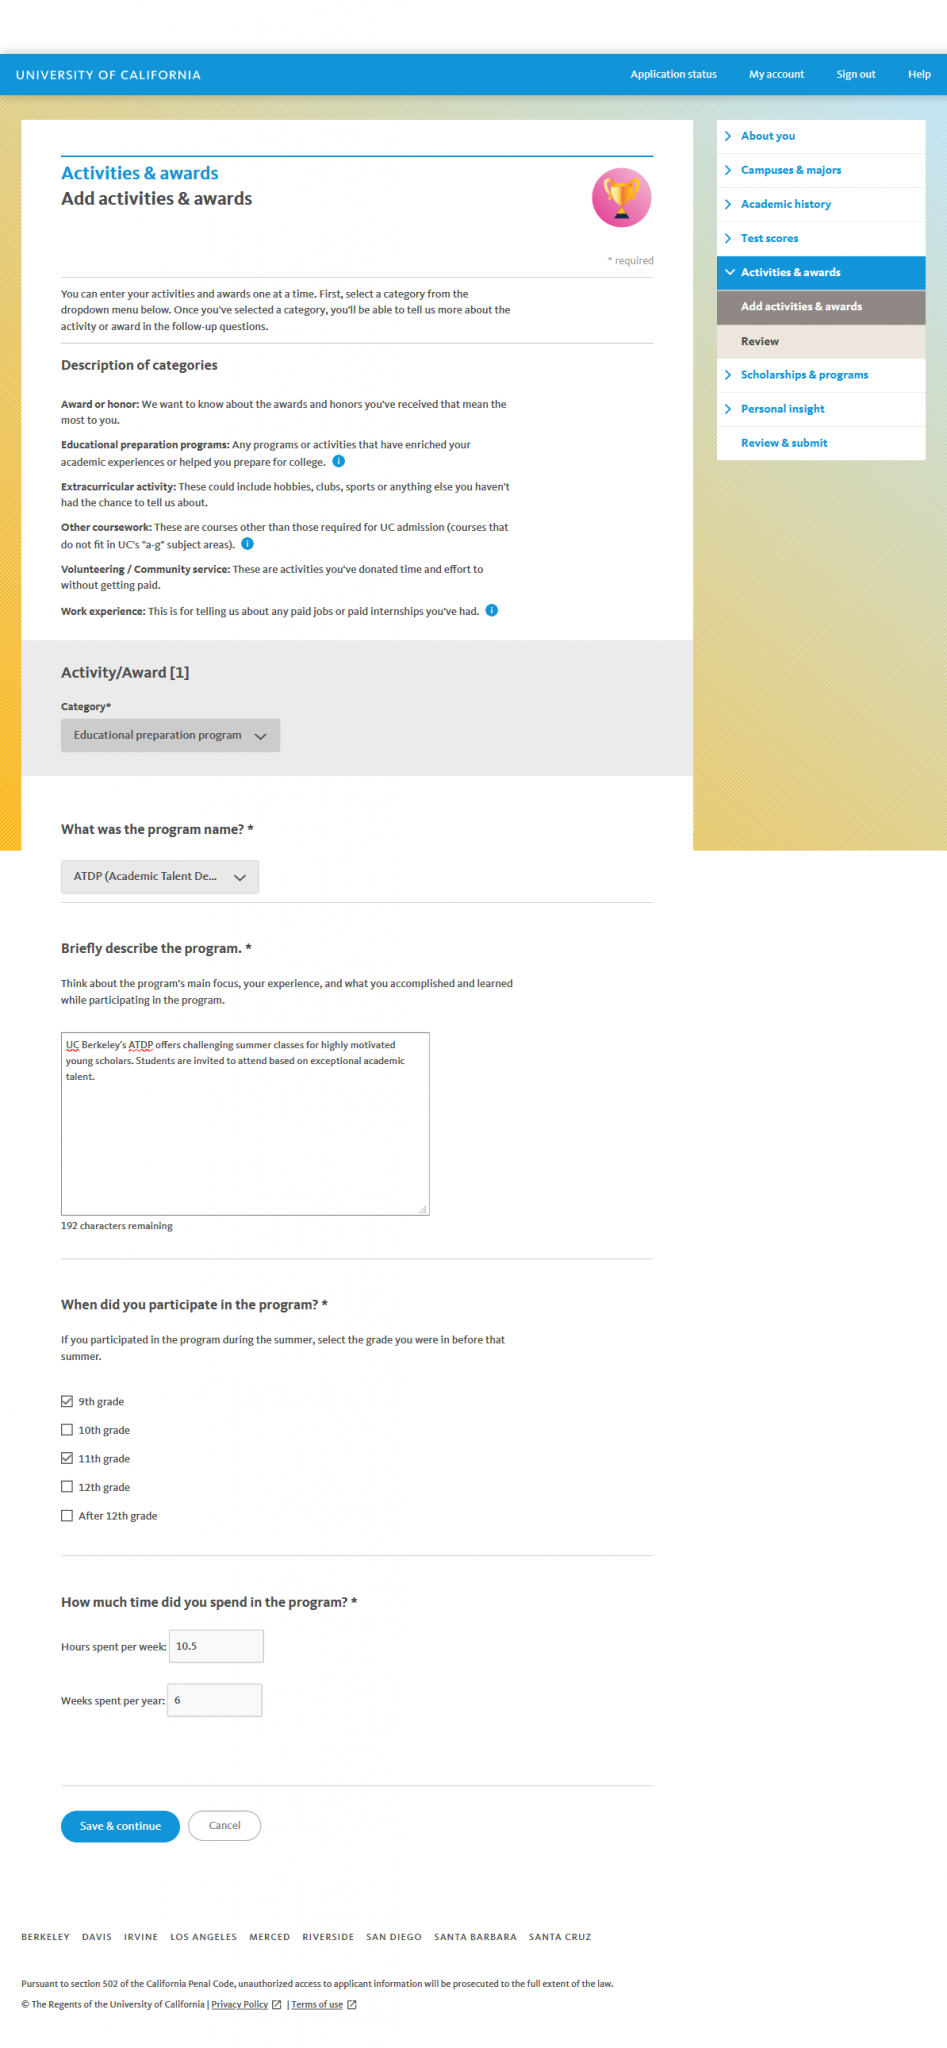 UNIVERSITY OF CALIFORNIA
Application status
My account
Sign out
Help
Activities & awards
Add activities & awards
* required
You can enter your activities and awards one at a time. First, select a category from the
dropdown menu below. Once you've selected a category, you'll be able to tell us more about the
activity or award in the follow-up questions.
Description of categories
Award or honor: We want to know about the awards and honors you've received that mean the
most to you.
Educational preparation programs: Any programs or activities that have enriched your
academic experiences or helped you prepare for college. i
Extracurricular activity: These could include hobbies, clubs, sports or anything else you haven't
had the chance to tell us about.
Other coursework: These are courses other than those required for UC admission (courses that
do not fit in UC's "a-g" subject areas). i
Volunteering / Community service: These are activities you've donated time and effort to
without getting paid.
Work experience: This is for telling us about any paid jobs or paid internships you've had. i
About you
Campuses & majors
Academic history
Test scores
Activities & awards
Add activities & awards
Review
Scholarships & programs
Personal insight
Review & submit
Activity/Award [1]
Category*
Educational preparation program
What was the program name? *
ATDP (Academic Talent De...
Briefly describe the program. *
Think about the program's main focus, your experience, and what you accomplished and learned
while participating in the program.
UC Berkeley's ATDP offers challenging summer classes for highly motivated
young scholars. Students are invited to attend based on exceptional academic
talent.
192 characters remaining
When did you participate in the program? *
If you participated in the program during the summer, select the grade you were in before that
summer.
9th grade
10th grade
11th grade
12th grade
After 12th grade
How much time did you spend in the program? *
Hours spent per week: 10.5
Weeks spent per year: 6
Save & continue
Cancel
BERKELEY DAVIS IRVINE LOS ANGELES MERCED RIVERSIDE SAN DIEGO SANTA BARBARA SANTA CRUZ
Pursuant to section 502 of the California Penal Code, unauthorized access to applicant information will be prosecuted to the full extent of the law.
© The Regents of the University of California | Privacy Policy | Terms of use